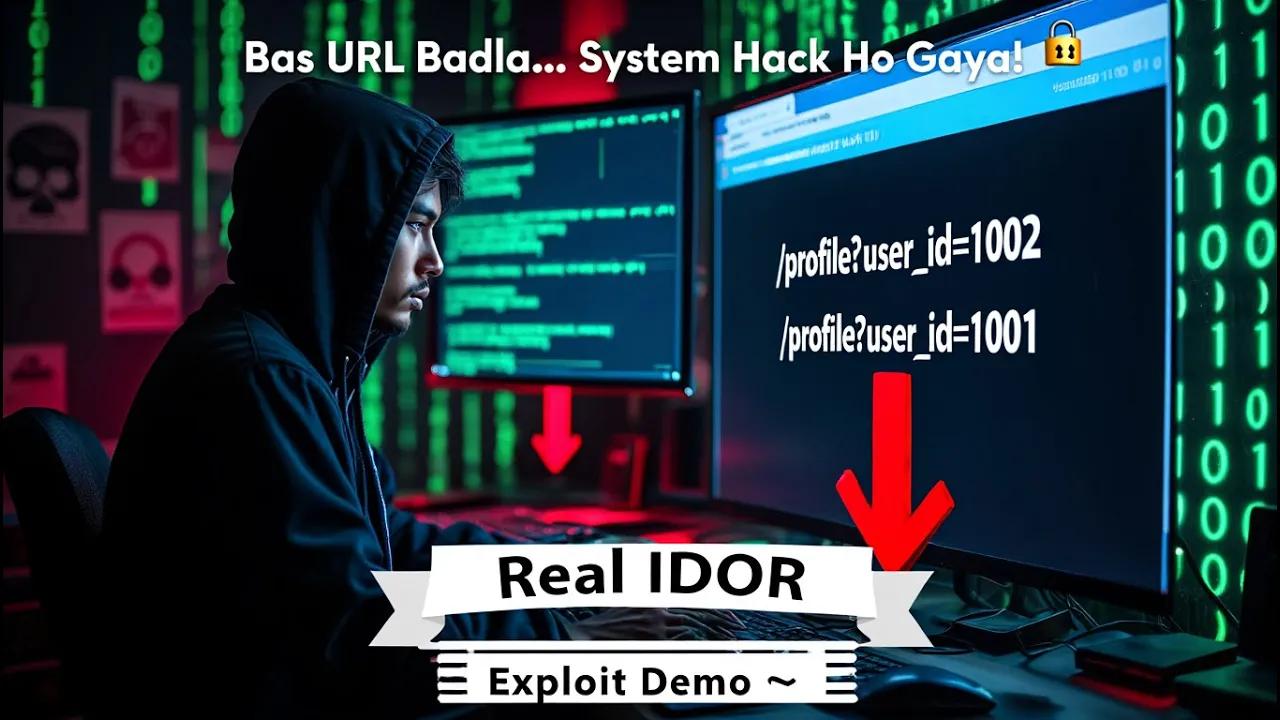 Bas URL Badla... System Hack Ho Gaya! 🔒
/profile?user_id=1002
/profile?user_id=1001
Real IDOR
Exploit Demo ~